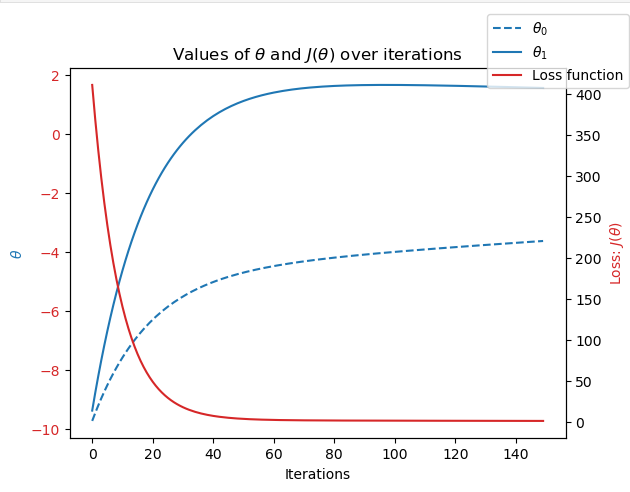 θ₀
θ₁
Loss function
Values of θ and J(θ) over iterations
2
0
−2
−4
−6
−8
−10
θ
400
350
300
250
200
150
100
50
0
Loss: J(θ)
0 20 40 60 80 100 120 140
Iterations